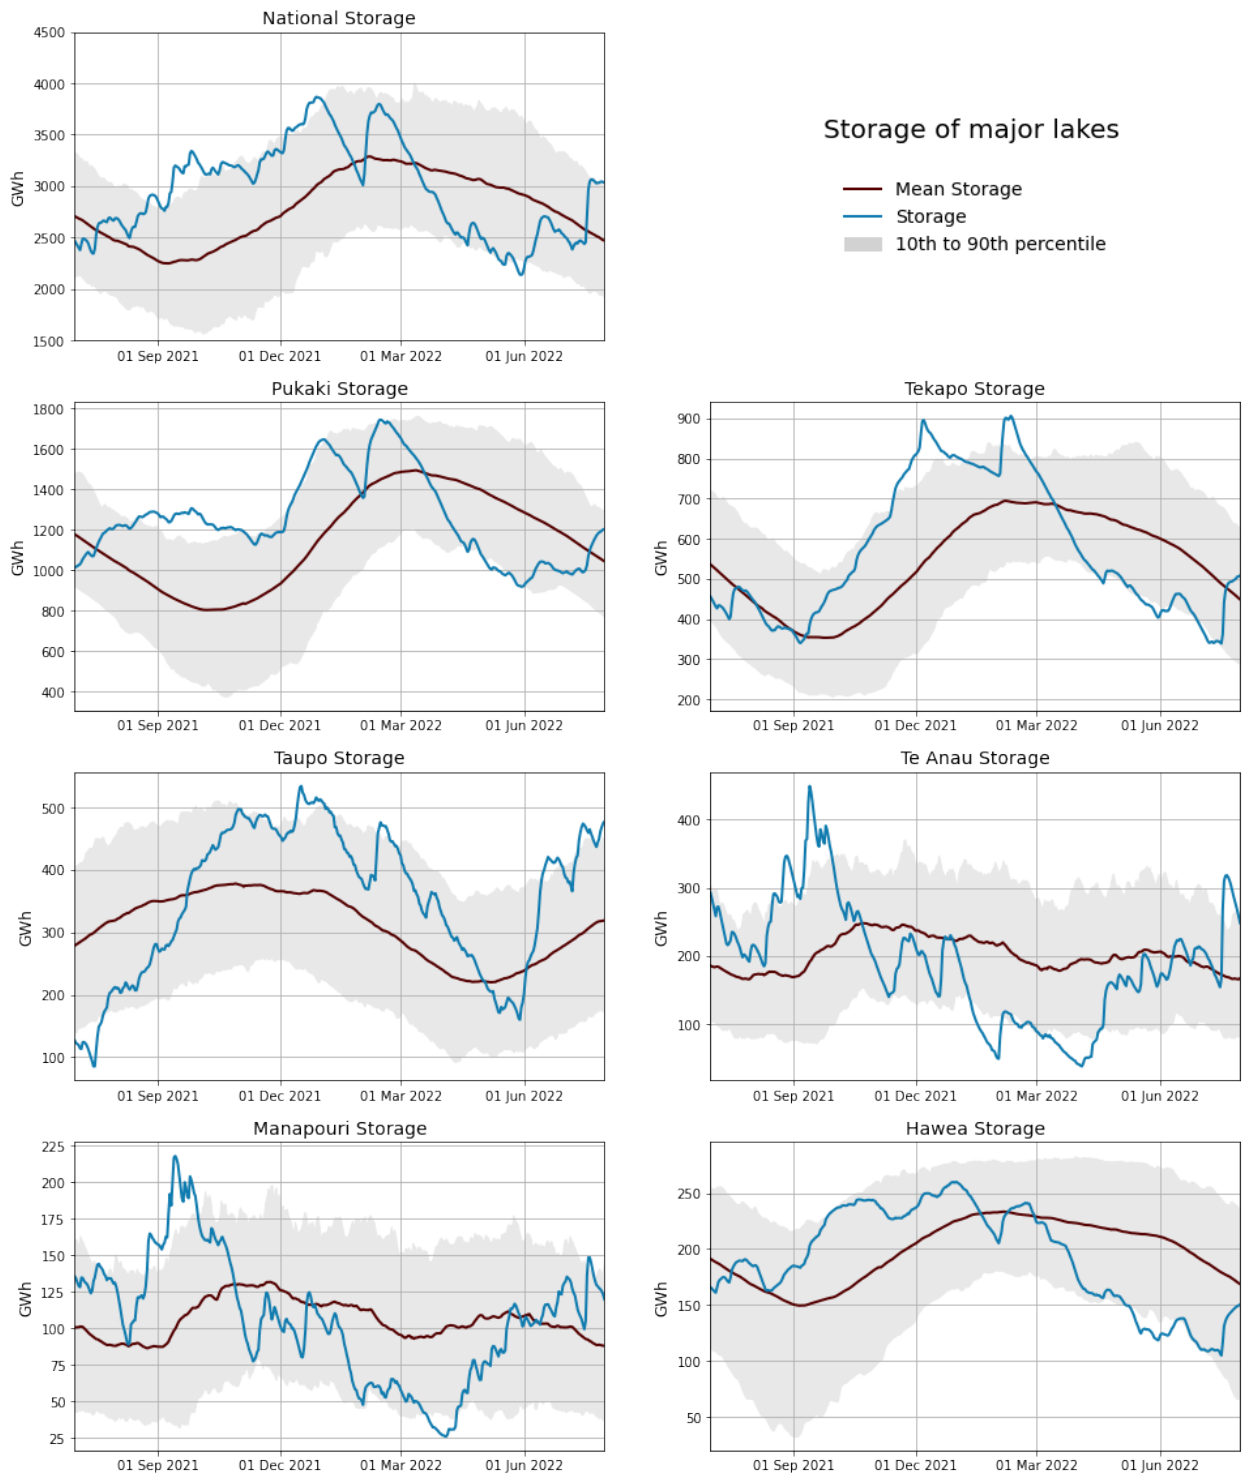 National Storage
4500
4000
3500
3000
2500
2000
1500
GWh
01 Sep 2021
01 Dec 2021
01 Mar 2022
01 Jun 2022
Storage of major lakes
Mean Storage
Storage
10th to 90th percentile
Pukaki Storage
1800
1600
1400
1200
1000
800
600
400
GWh
01 Sep 2021
01 Dec 2021
01 Mar 2022
01 Jun 2022
Tekapo Storage
900
800
700
600
500
400
300
200
GWh
01 Sep 2021
01 Dec 2021
01 Mar 2022
01 Jun 2022
Taupo Storage
500
400
300
200
100
GWh
01 Sep 2021
01 Dec 2021
01 Mar 2022
01 Jun 2022
Te Anau Storage
400
300
200
100
GWh
01 Sep 2021
01 Dec 2021
01 Mar 2022
01 Jun 2022
Manapouri Storage
225
200
175
150
125
100
75
50
25
GWh
01 Sep 2021
01 Dec 2021
01 Mar 2022
01 Jun 2022
Hawea Storage
250
200
150
100
50
GWh
01 Sep 2021
01 Dec 2021
01 Mar 2022
01 Jun 2022